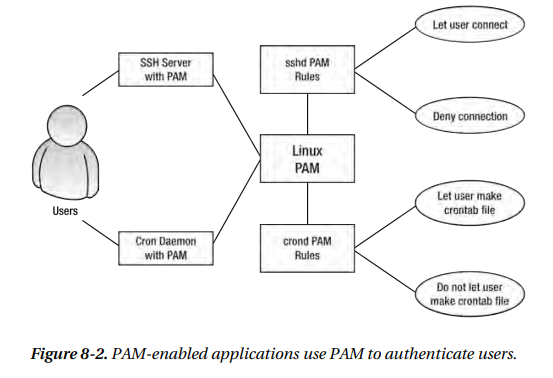 Let user connect
SSH Server
with PAM
sshd PAM
Rules
Deny connection
Linux
PAM
Users
Let user make
crontab file
Cron Daemon
with PAM
crond PAM
Rules
Do not let user
make crontab file
Figure 8-2. PAM-enabled applications use PAM to authenticate users.